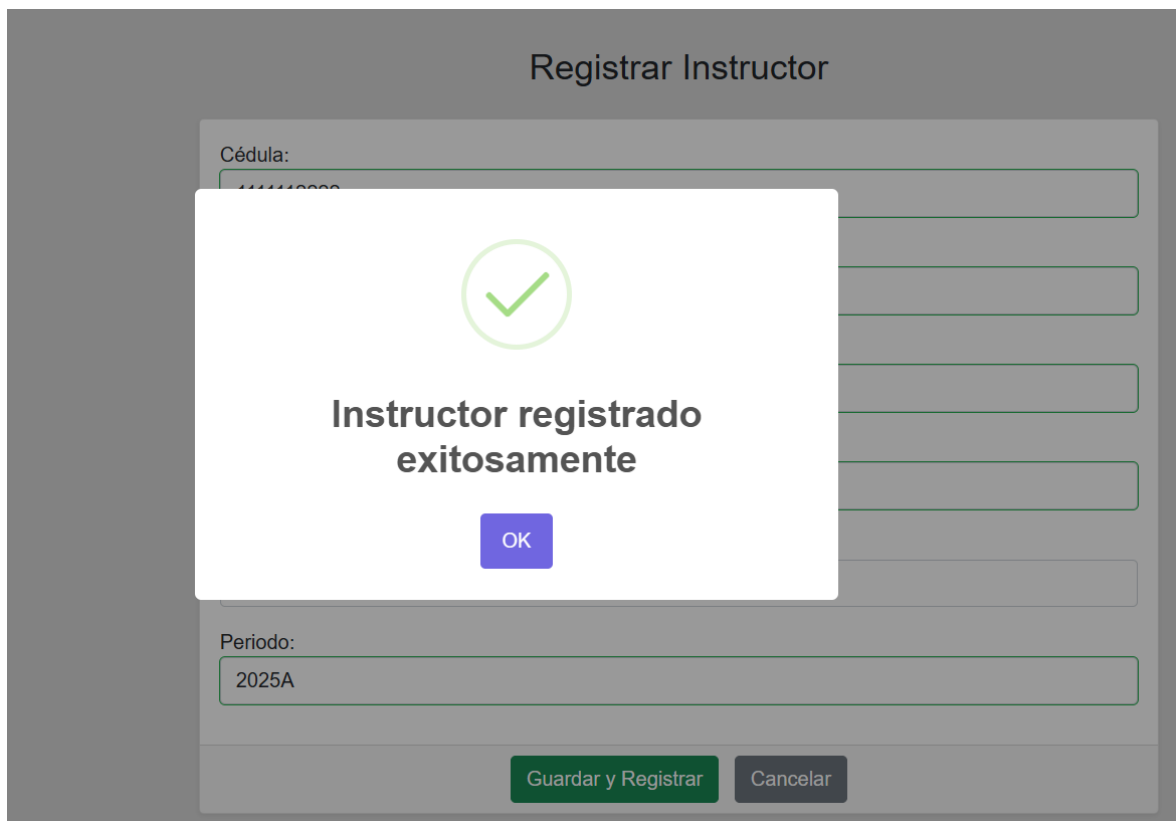 Registrar Instructor
Cédula:
Instructor registrado
exitosamente
OK
Periodo:
2025A
Guardar y Registrar
Cancelar